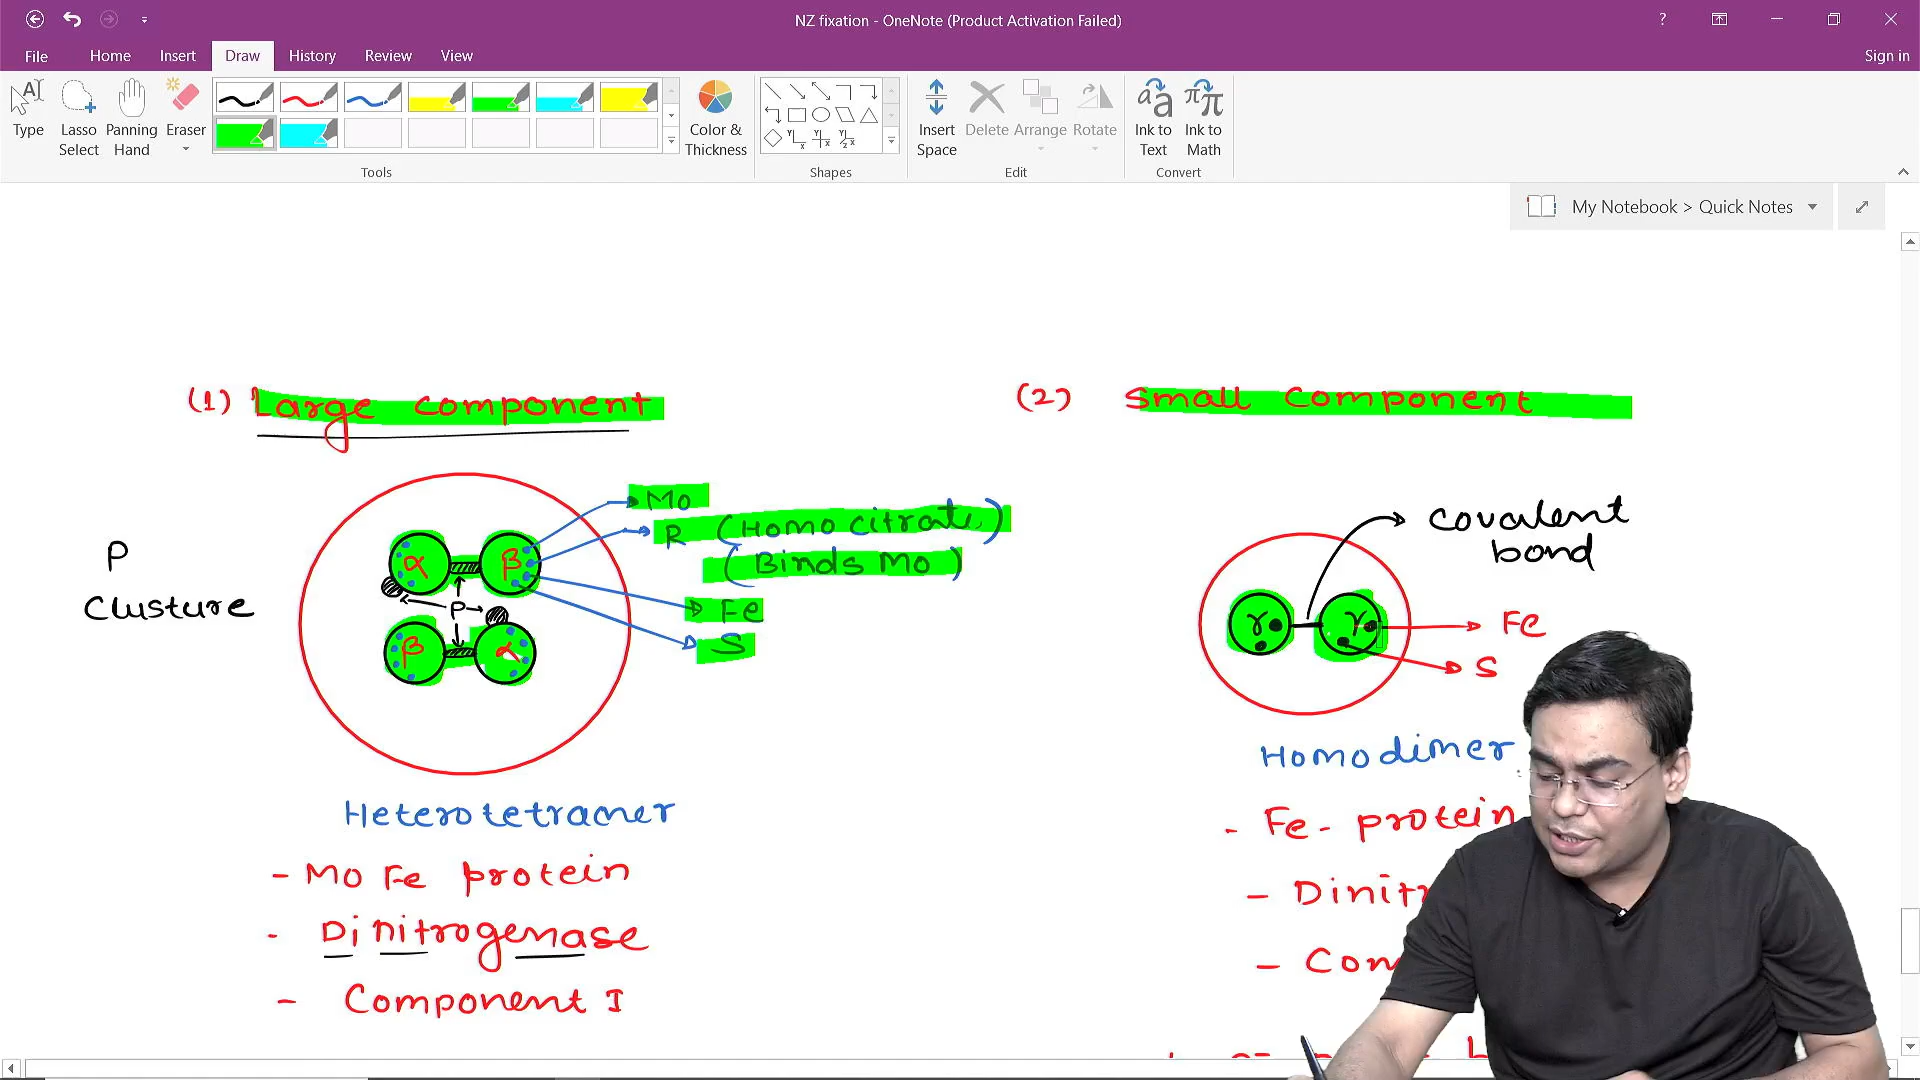 NZ fixation - OneNote (Product Activation Failed)
?
File Home Insert Draw History Review View
Sign in
Type
Lasso Select
Panning Hand
Eraser
Color & Thickness
Insert Space
Delete
Arrange
Rotate
Ink to Text
Ink to Math
Tools
Shapes
Edit
Convert
My Notebook > Quick Notes
(1) Large component
(2) Small component
P
clusture
α β
P
β α
Mo
R (Homocitrate)
(Binds Mo)
Fe
S
covalent
bond
γ γ
Fe
S
Heterotetramer
- Mo Fe protein
- Dinitrogenase
- Component I
Homodimer
- Fe - protein
- Dinit
- Com